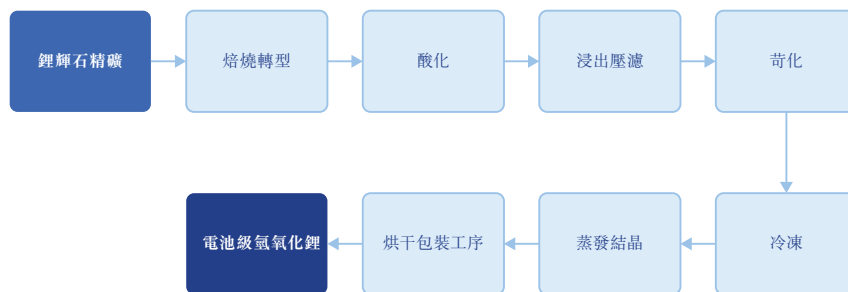 鋰輝石精礦
焙燒轉型
酸化
浸出壓濾
苛化
冷凍
蒸發結晶
烘干包裝工序
電池級氫氧化鋰